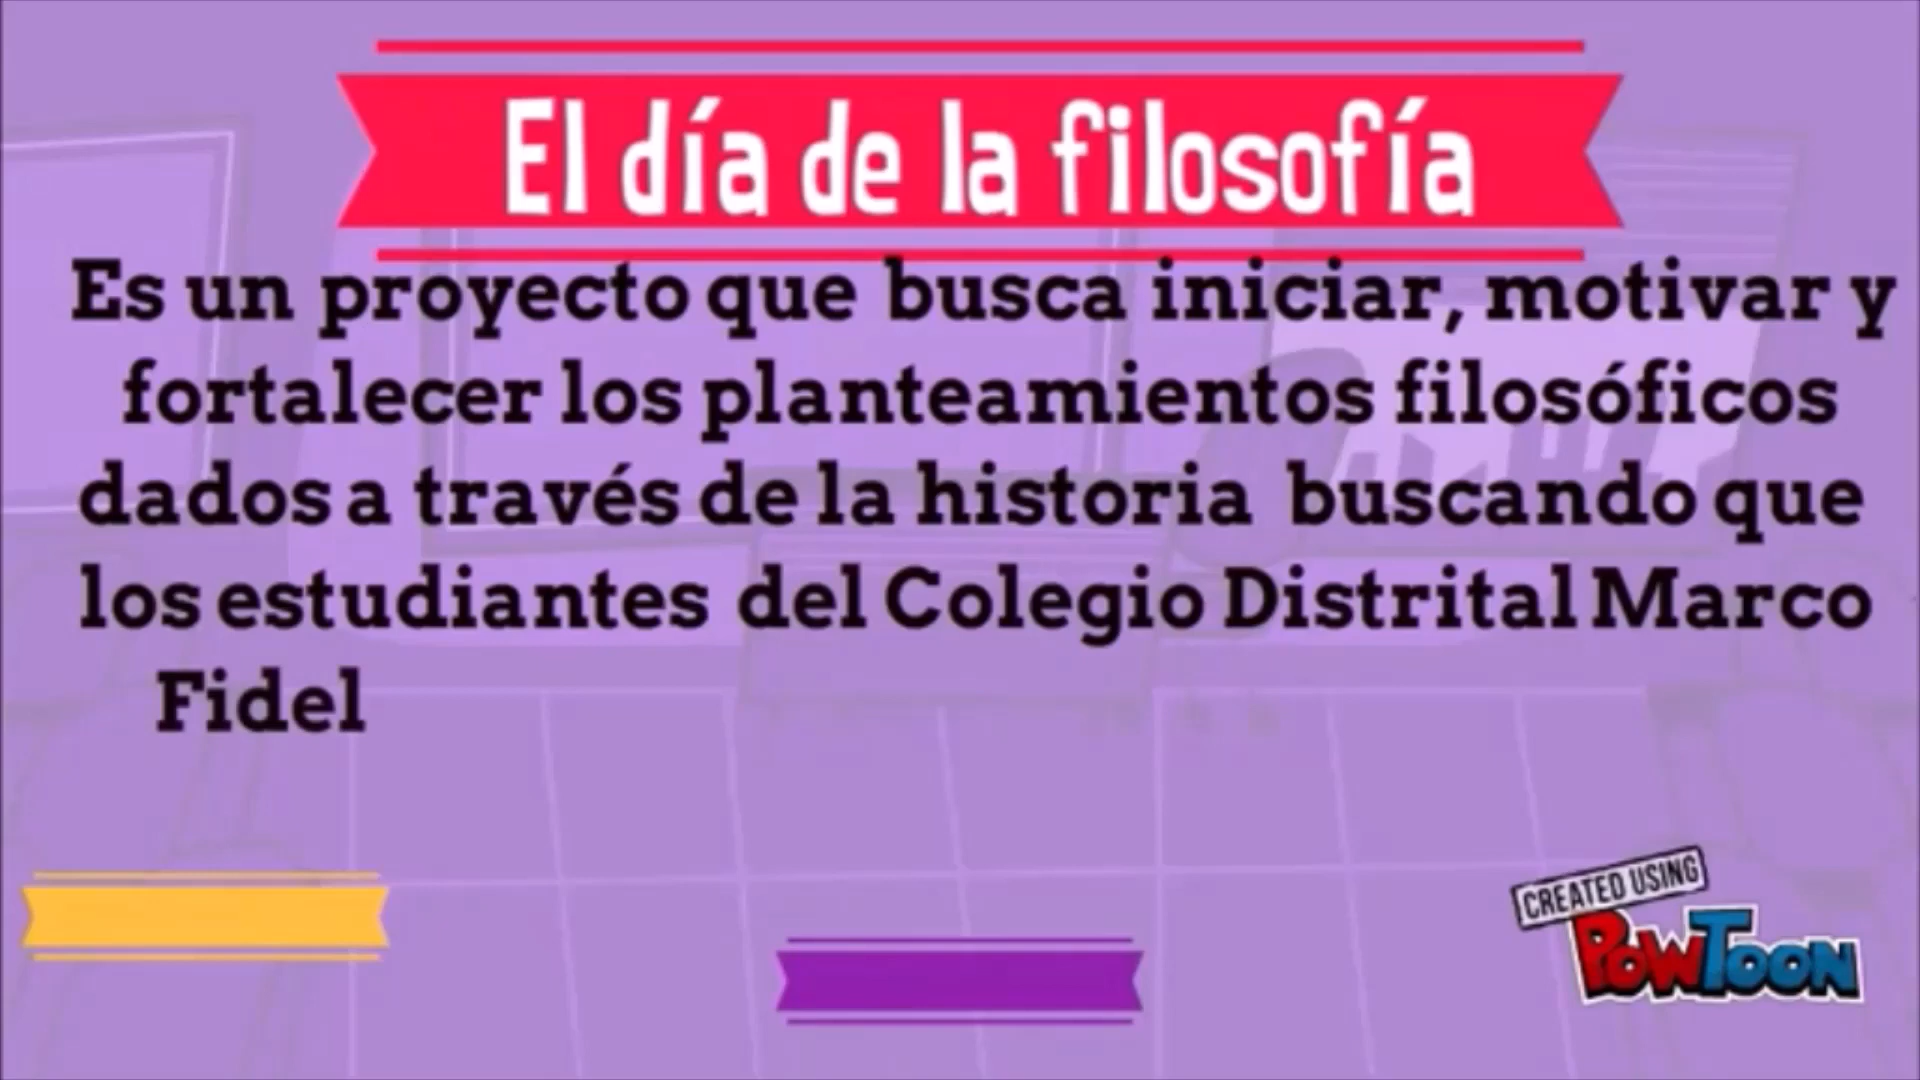 El día de la filosofía
Es un proyecto que busca iniciar, motivar y
fortalecer los planteamientos filosóficos
dados a través de la historia buscando que
los estudiantes del Colegio Distrital Marco
Fidel
CREATED USING
POWTOON